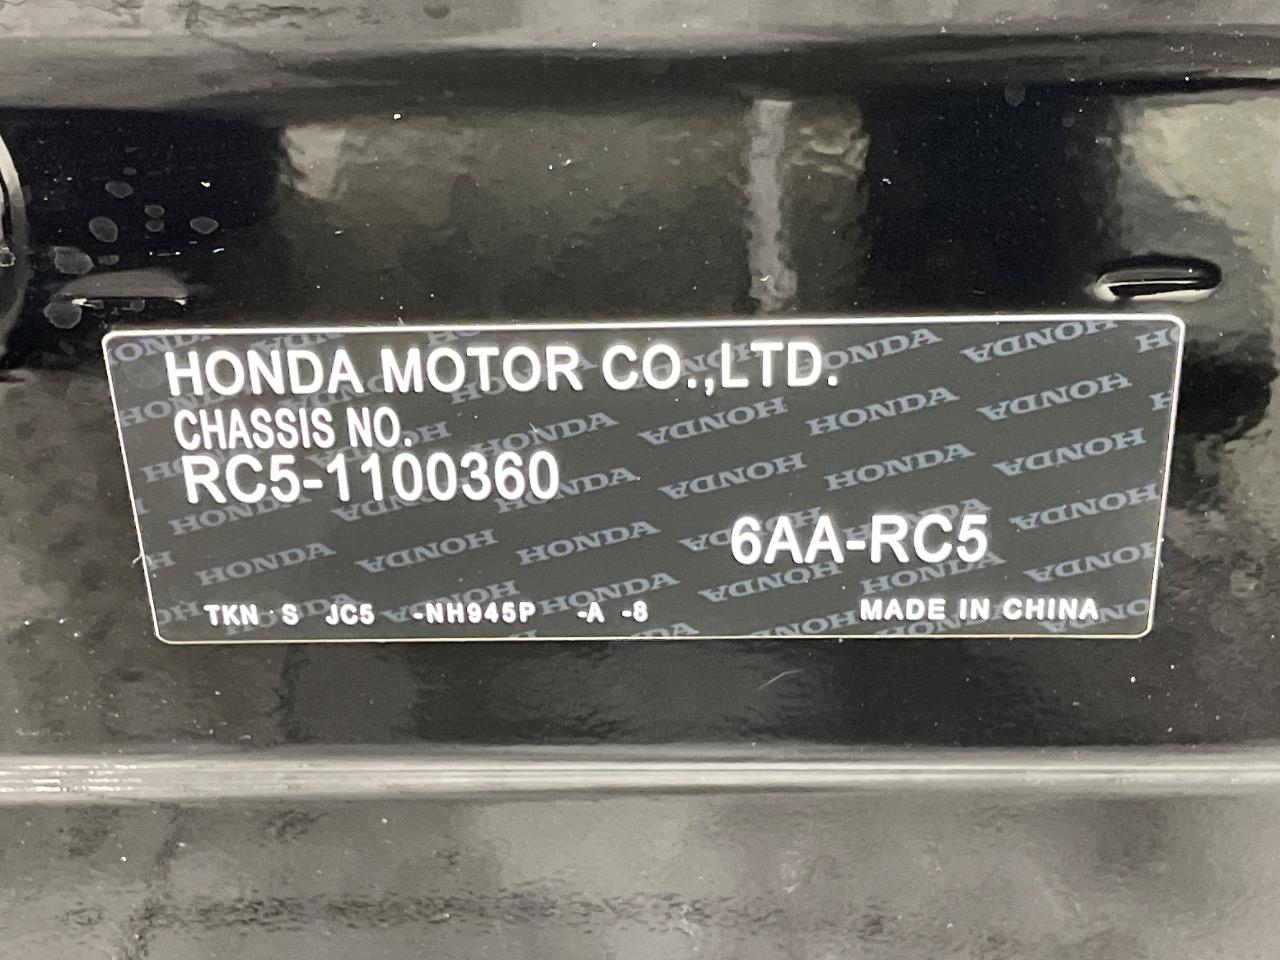 HONDA MOTOR CO.,LTD.
CHASSIS NO.
RC5-1100360
6AA-RC5
TKN S JC5 -NH945P -A -8
MADE IN CHINA